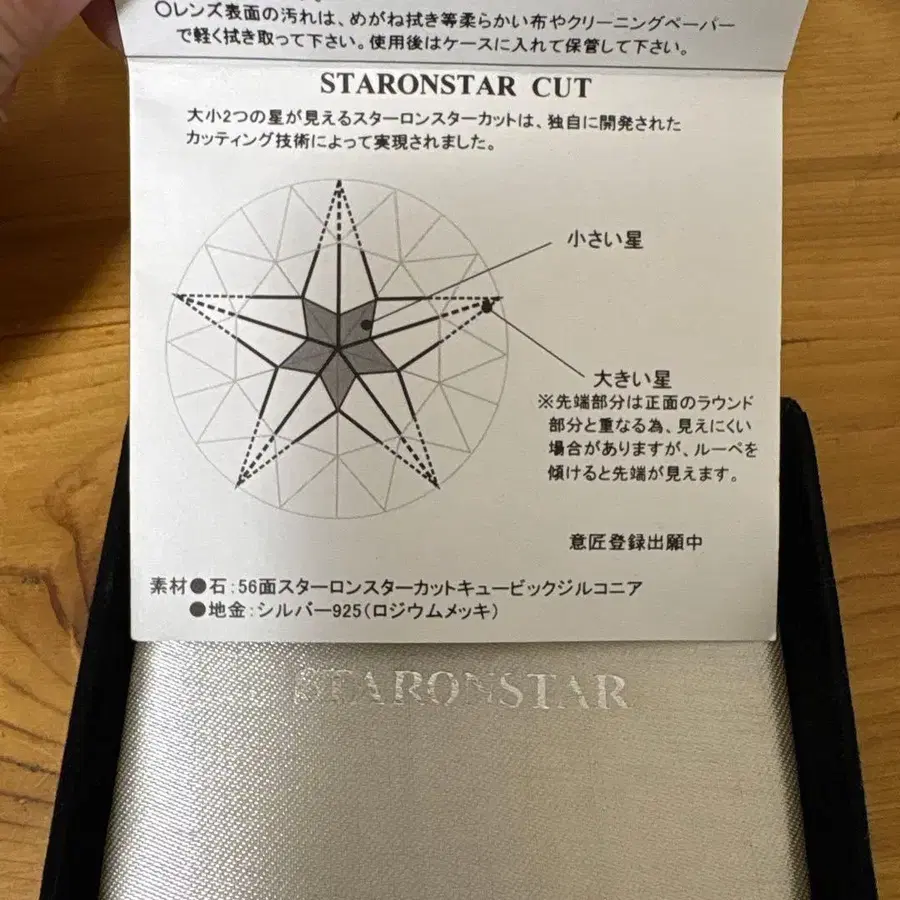 ○レンズ表面の汚れは、めがね拭き等柔らかい布やクリーニングペーパー
で軽く拭き取って下さい。使用後はケースに入れて保管して下さい。
STARONSTAR CUT
大小2つの星が見えるスターロンスターカットは、独自に開発された
カッティング技術によって実現されました。
小さい星
大きい星
※先端部分は正面のラウンド
部分と重なる為、見えにくい
場合がありますが、ルーペを
傾けると先端が見えます。
意匠登録出願中
素材●石:56面スターロンスターカットキュービックジルコニア
●地金:シルバー925(ロジウムメッキ)
STARONSTAR